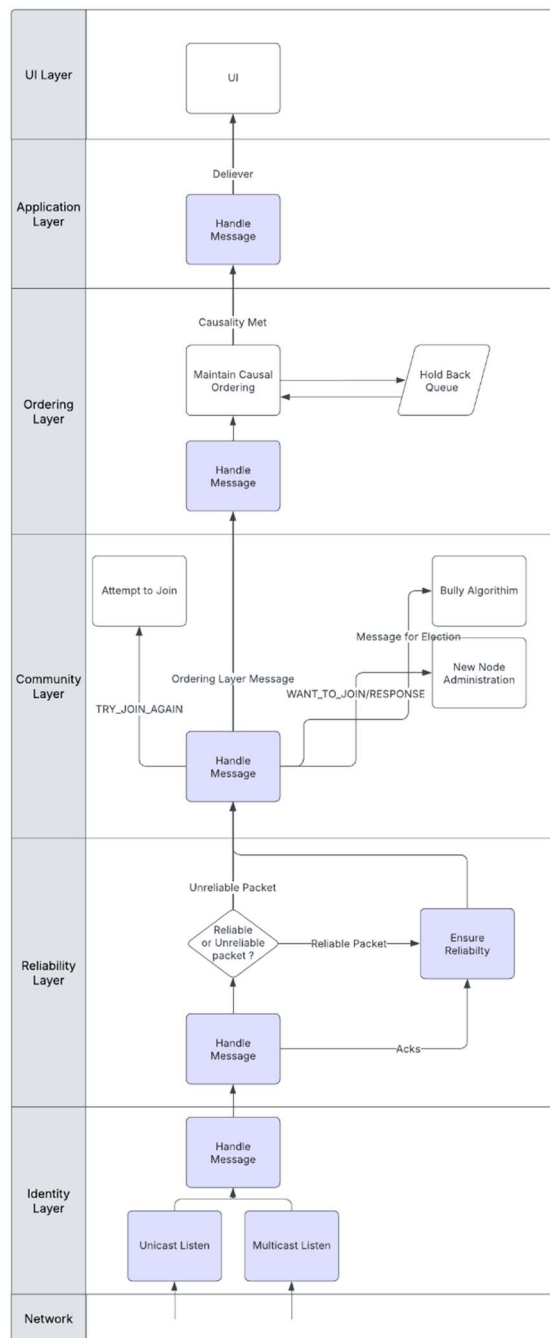 UI Layer
UI
Deliever
Application
Layer
Handle
Message
Causality Met
Ordering
Layer
Maintain Causal
Ordering
Hold Back
Queue
Handle
Message
Community
Layer
Attempt to Join
Bully Algorithim
Message for Election
New Node
Administration
Ordering Layer Message
WANT_TO_JOIN/RESPONSE
TRY_JOIN_AGAIN
Handle
Message
Reliability
Layer
Unreliable Packet
Reliable
or Unreliable
packet ?
Reliable Packet
Ensure
Reliabilty
Handle
Message
Acks
Identity
Layer
Handle
Message
Unicast Listen
Multicast Listen
Network